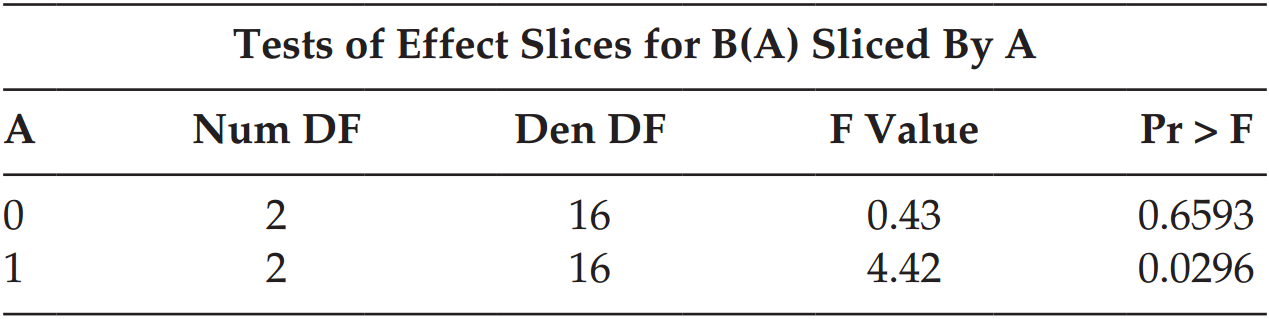 Tests of Effect Slices for B(A) Sliced By A
A Num DF Den DF F Value Pr > F
0 2 16 0.43 0.6593
1 2 16 4.42 0.0296